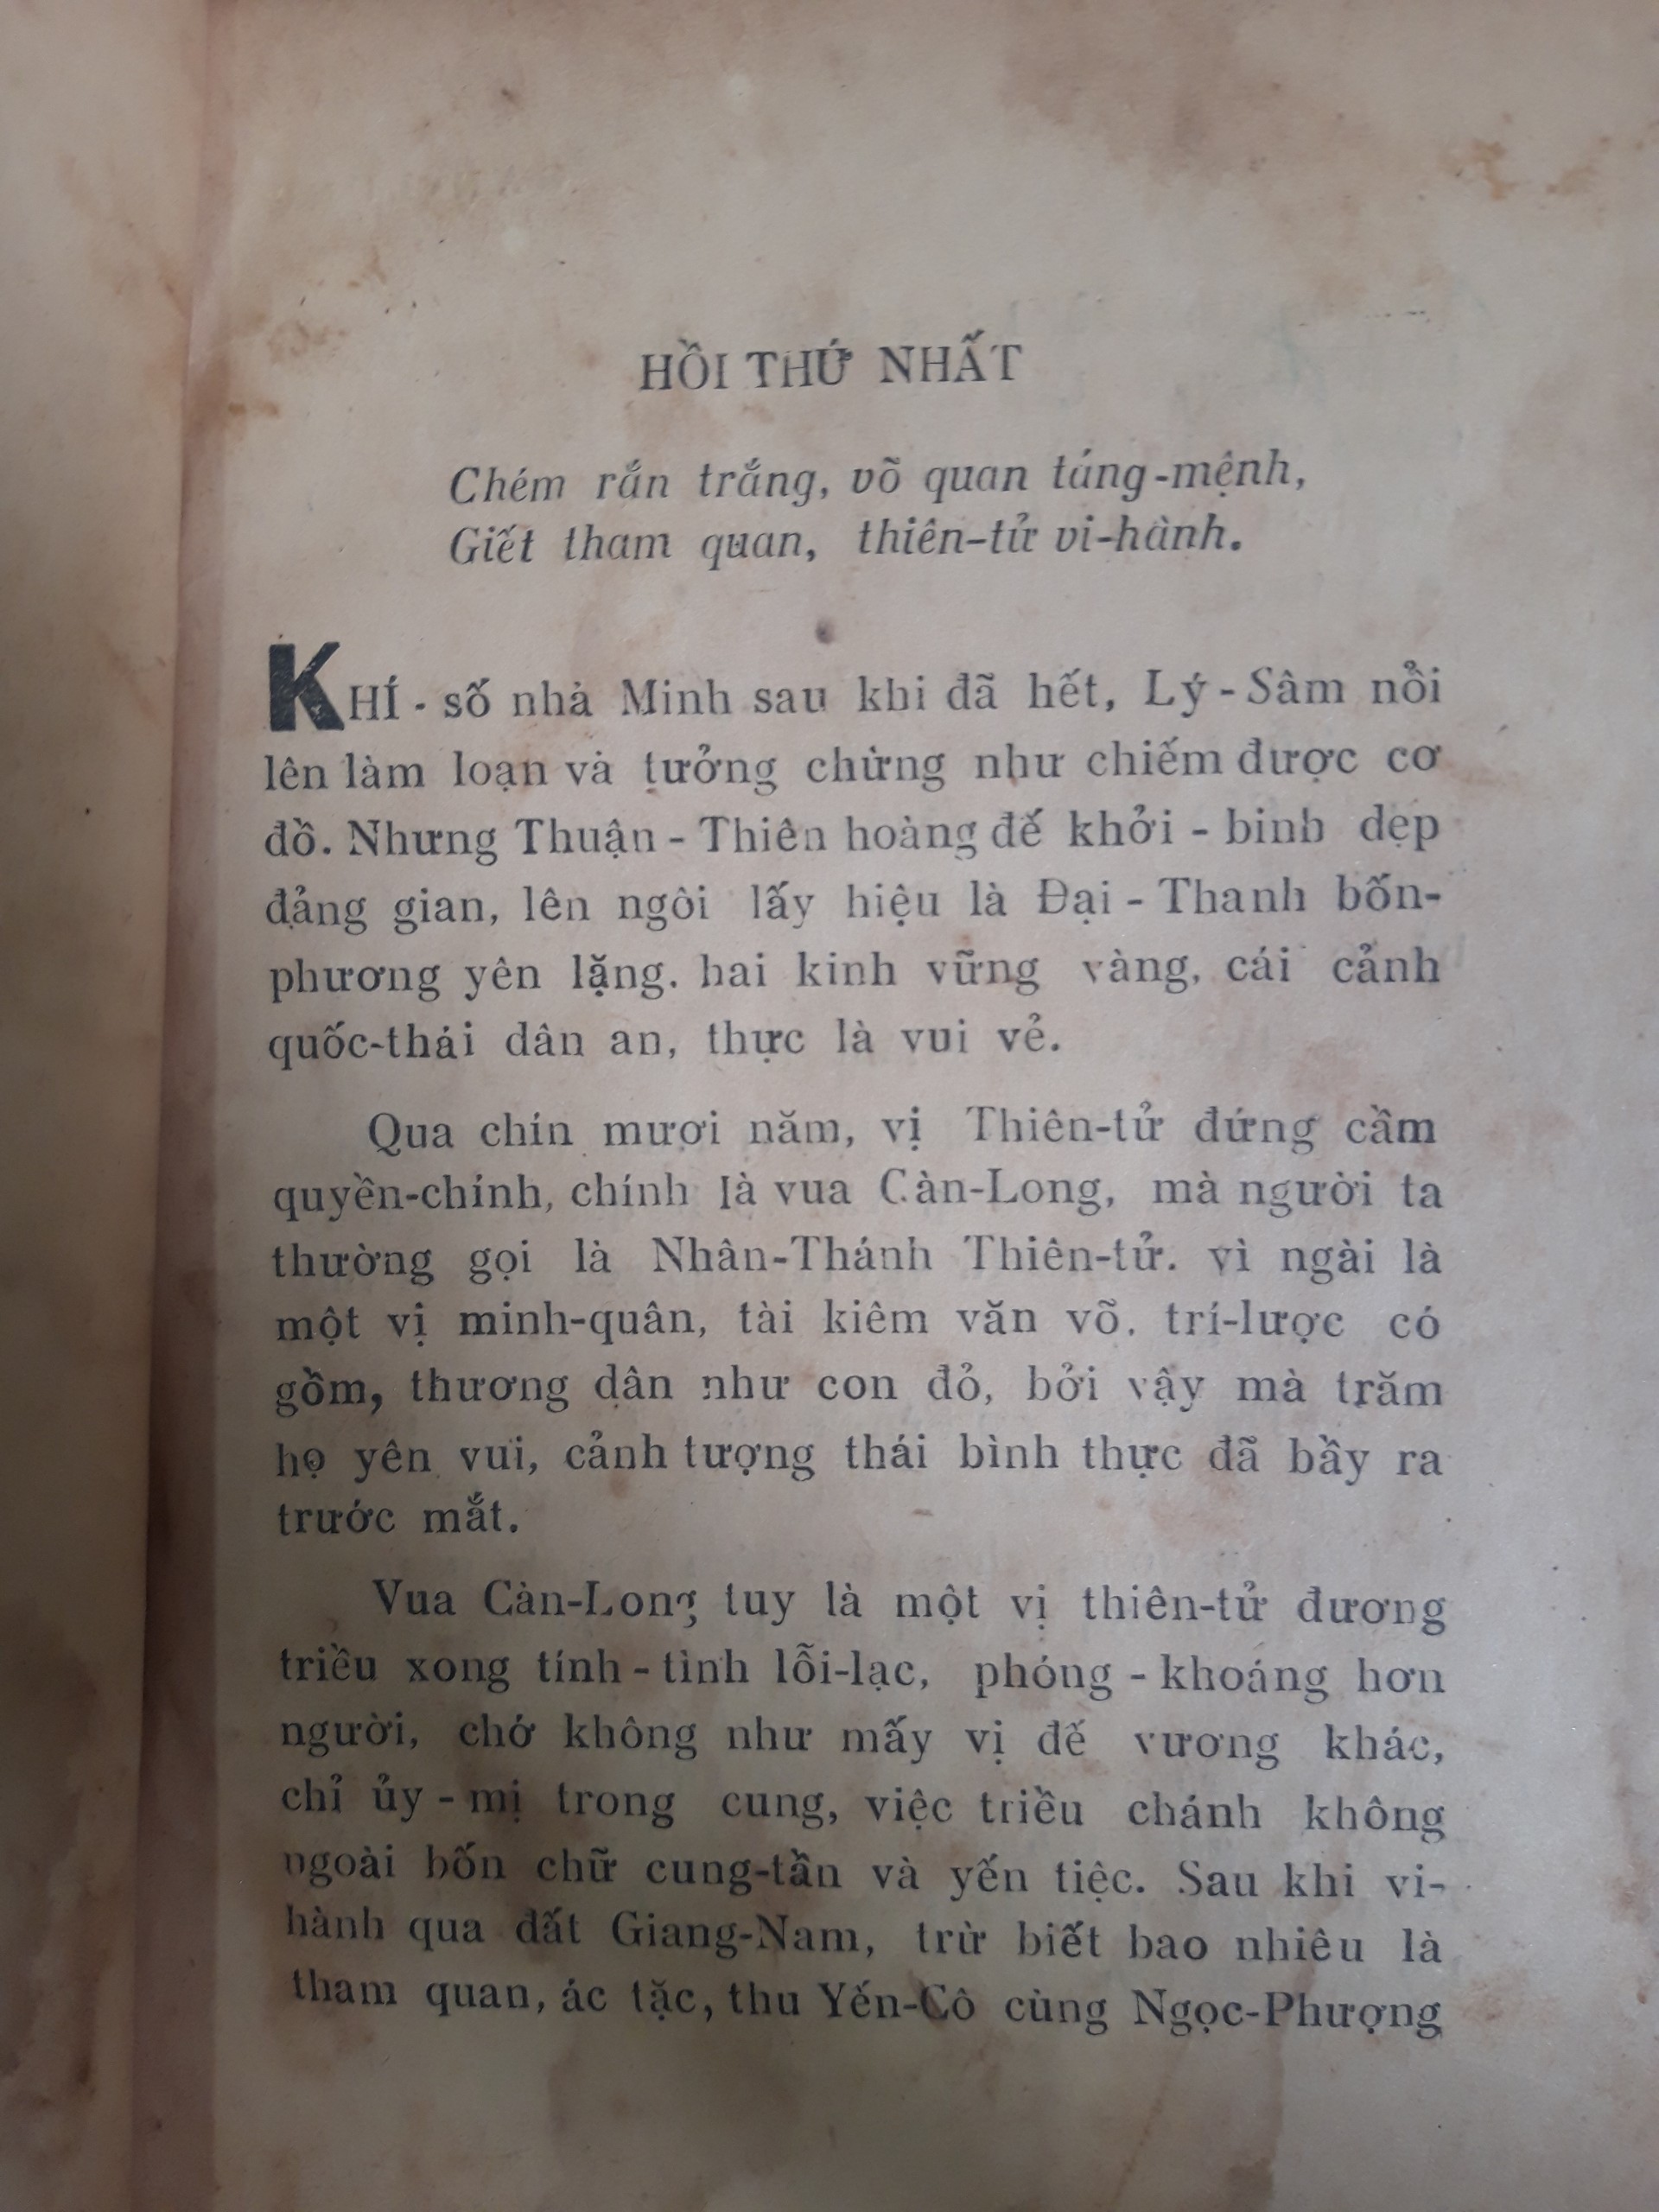 HỒI THỨ NHẤT
Chém rắn trắng, võ quan táng-mệnh,
Giết tham quan, thiên-tử vi-hành.
KHÍ - số nhà Minh sau khi đã hết, Lý - Sâm nổi
lên làm loạn và tưởng chừng như chiếm được cơ
đồ. Nhưng Thuận - Thiên hoàng đế khởi - binh dẹp
đảng gian, lên ngôi lấy hiệu là Đại - Thanh bốn-
phương yên lặng. hai kinh vững vàng, cái cảnh
quốc-thái dân an, thực là vui vẻ.
Qua chín mươi năm, vị Thiên-tử đứng cầm
quyền-chính, chính là vua Càn-Long, mà người ta
thường gọi là Nhân-Thánh Thiên-tử. vì ngài là
một vị minh-quân, tài kiêm văn võ, trí-lược có
gồm, thương dân như con đỏ, bởi vậy mà trăm
họ yên vui, cảnh tượng thái bình thực đã bầy ra
trước mắt.
Vua Càn-Long tuy là một vị thiên-tử đương
triều xong tính - tình lỗi-lạc, phóng - khoáng hơn
người, chớ không như mấy vị đế vương khác,
chỉ ủy - mị trong cung, việc triều chánh không
ngoài bốn chữ cung-tần và yến tiệc. Sau khi vi-
hành qua đất Giang-Nam, trừ biết bao nhiêu là
tham quan, ác tặc, thu Yến-Cô cùng Ngọc-Phượng